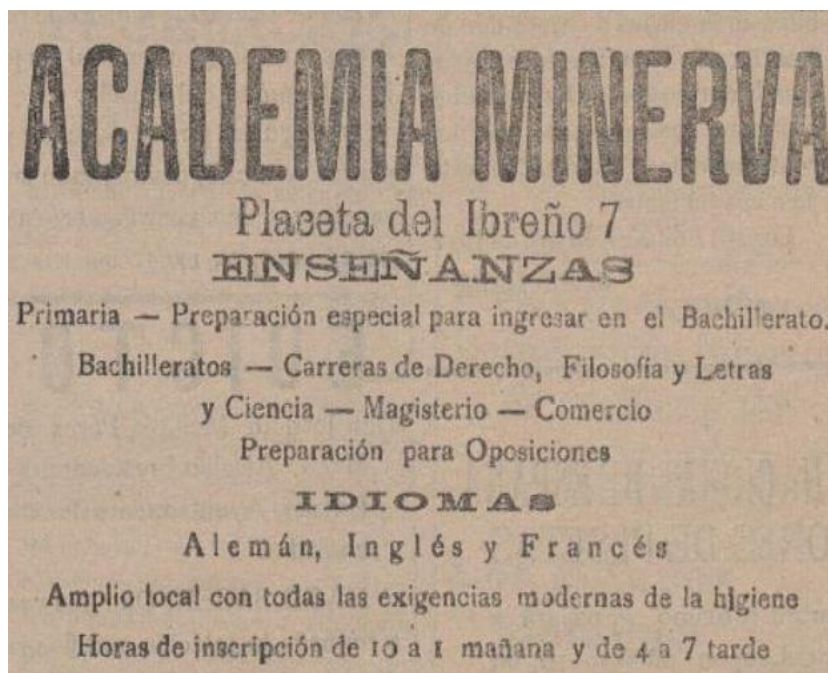 ACADEMIA MINERVA
Placeta del Ibreño 7
ENSEÑANZAS
Primaria — Preparación especial para ingresar en el Bachillerato.
Bachilleratos — Carreras de Derecho, Filosofía y Letras
y Ciencia — Magisterio — Comercio
Preparación para Oposiciones
IDIOMAS
Alemán, Inglés y Francés
Amplio local con todas las exigencias modernas de la higiene
Horas de inscripción de 10 a 1 mañana y de 4 a 7 tarde